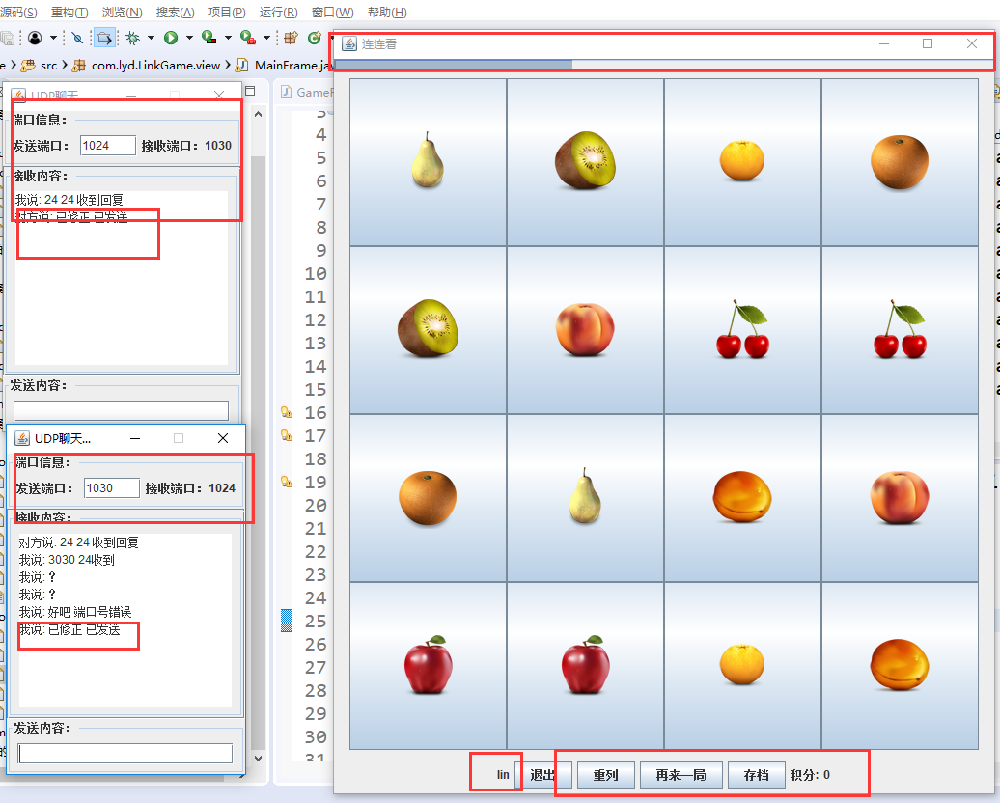 源码(S) 重构(T) 浏览(N) 搜索(A) 项目(P) 运行(R) 窗口(W) 帮助(H)
src com.lyd.LinkGame.view MainFrame.jav
连连看
UDP聊天...
端口信息：
发送端口： 1024 接收端口：1030
接收内容：
我说: 24 24 收到回复
对方说: 已修正 已发送
发送内容：
UDP聊天...
端口信息：
发送端口： 1030 接收端口：1024
接收内容：
对方说: 24 24 收到回复
我说: 3030 24收到
我说: ?
我说: ?
我说: 好吧 端口号错误
我说: 已修正 已发送
发送内容：
GameF
3
4
5
6
7
8
9
10
11
12
13
14
15
16
17
18
19
20
21
22
23
24
25
26
27
28
29
30
31
lin 退出 重列 再来一局 存档 积分: 0